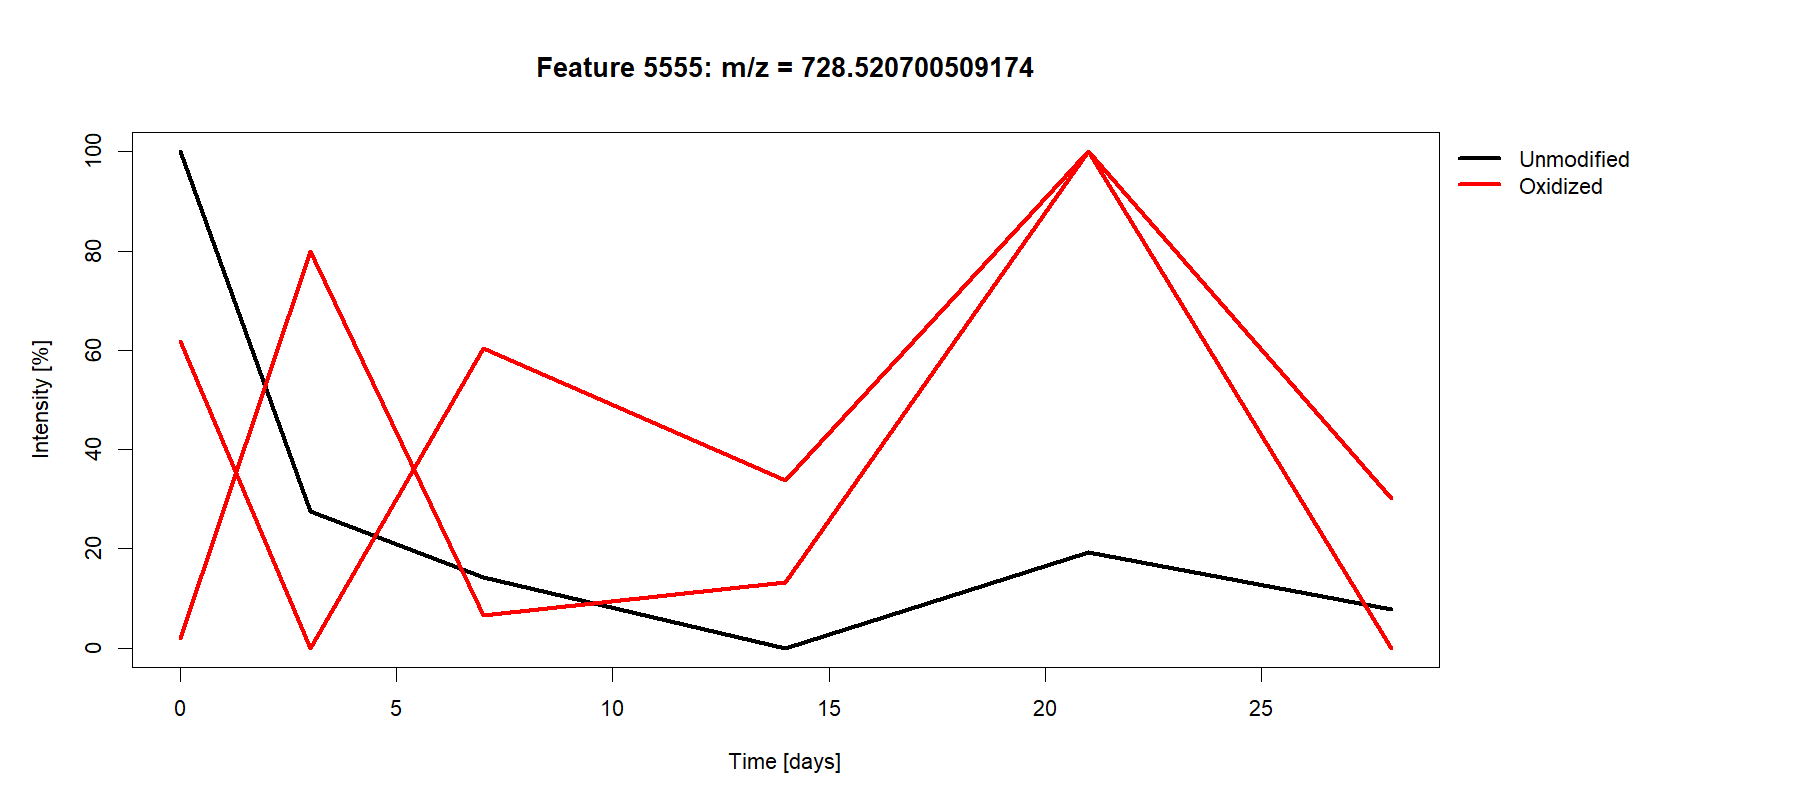 Feature 5555: m/z = 728.520700509174
Unmodified
Oxidized
Intensity [%]
100
80
60
40
20
0
0 5 10 15 20 25
Time [days]